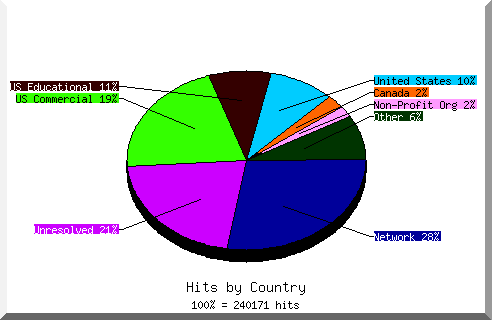 US Educational 11%
US Commercial 19%
United States 10%
Canada 2%
Non-Profit Org 2%
Other 6%
Unresolved 21%
Network 28%
Hits by Country
100% = 240171 hits